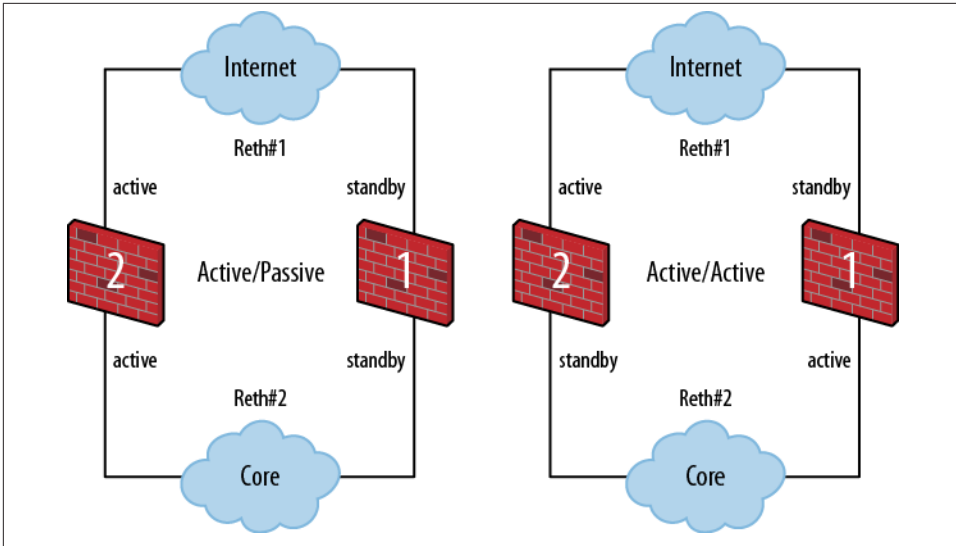 Internet
Reth#1
active
standby
2
Active/Passive
1
active
standby
Reth#2
Core
Internet
Reth#1
active
standby
2
Active/Active
1
standby
active
Reth#2
Core